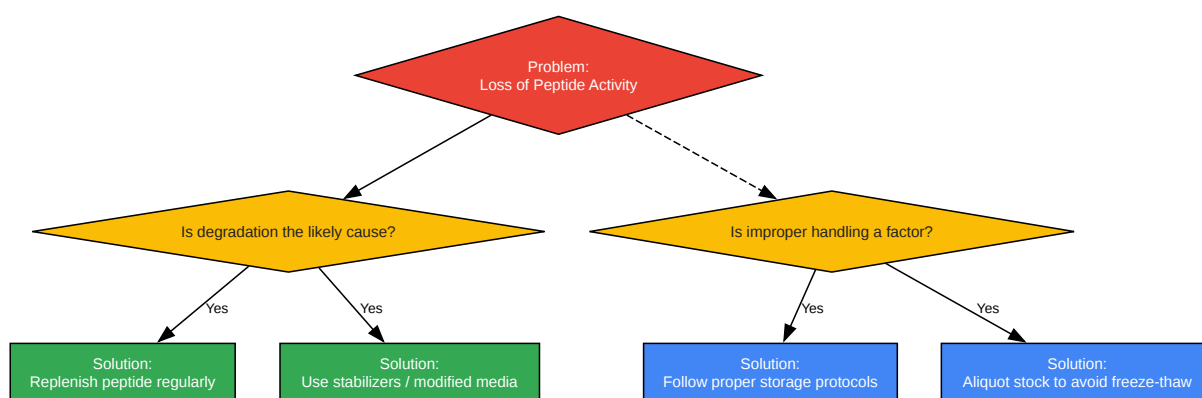 Problem:
Loss of Peptide Activity
Is degradation the likely cause?
Is improper handling a factor?
Yes
Yes
Yes
Yes
Solution:
Replenish peptide regularly
Solution:
Use stabilizers / modified media
Solution:
Follow proper storage protocols
Solution:
Aliquot stock to avoid freeze-thaw